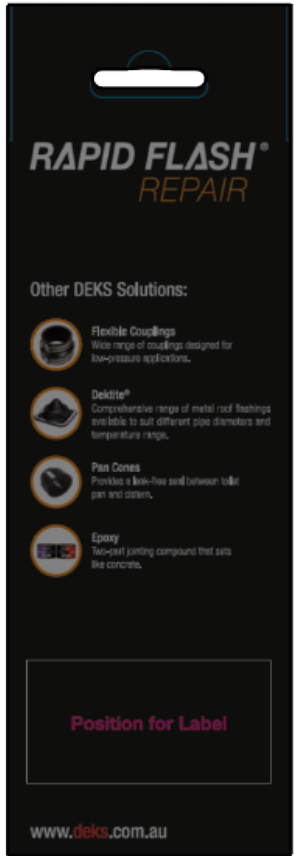 RAPID FLASH®
REPAIR
Other DEKS Solutions:
Flexible Couplings
Wide range of couplings designed for
low-pressure applications.
Dektite®
Comprehensive range of metal roof flashings
available to suit different pipe diameters and
temperature range.
Pan Cones
Provides a leak-free seal between toilet
pan and cistern.
Epoxy
Two-part jointing compound that sets
like concrete.
Position for Label
www.deks.com.au